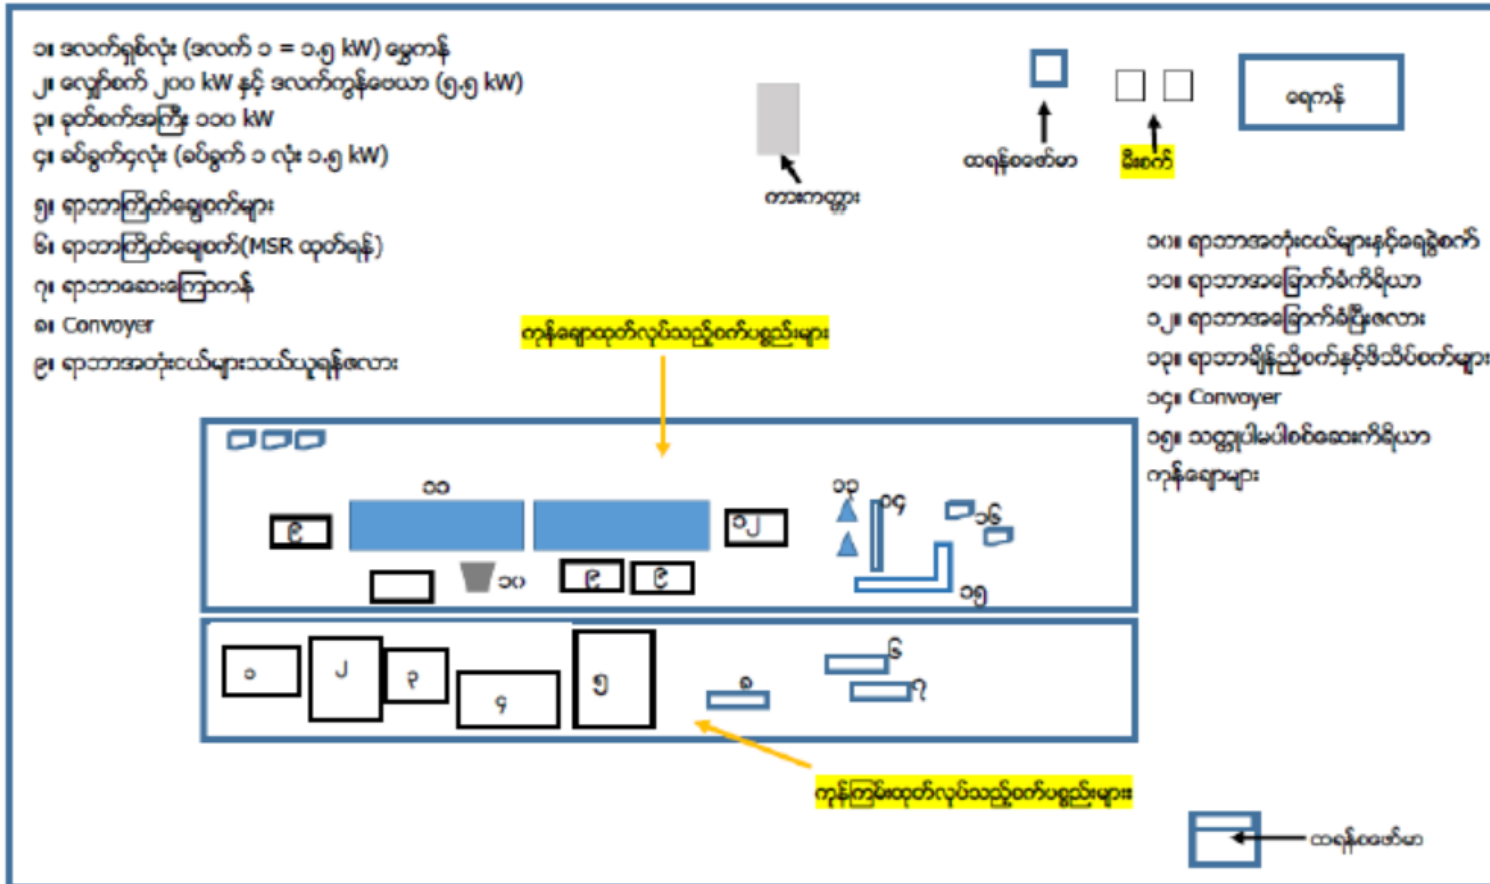 ၁။ ဒလက်ရှစ်လုံး (ဒလက် ၁ = ၁.၅ kW) မွှေကန်
၂။ လျှော်စက် ၂၀၀ kW နှင့် ဒလက်ကွန်ဗေယာ (၅.၅ kW)
၃။ ခုတ်စက်အကြီး ၁၁၀ kW
၄။ ခပ်ခွက်၄လုံး (ခပ်ခွက် ၁ လုံး ၁.၅ kW)
၅။ ရာဘာကြိတ်ချေစက်များ
၆။ ရာဘာကြိတ်ချေစက်(MSR ထုတ်ရန်)
၇။ ရာဘာဆေးကြောကန်
၈။ Convoyer
၉။ ရာဘာအတုံးငယ်များသယ်ယူရန်ဇလား
ကားကတ္တား
ထရန်စဖော်မာ
မီးစက်
ရေကန်
၁၀။ ရာဘာအတုံးငယ်များနှင့်ရေခွဲစက်
၁၁။ ရာဘာအခြောက်ခံကိရိယာ
၁၂။ ရာဘာအခြောက်ခံပြီးဇလား
၁၃။ ရာဘာချိန်ညှိစက်နှင့်ဖိသိပ်စက်များ
၁၄။ Convoyer
၁၅။ သတ္တုပါမပါစစ်ဆေးကိရိယာ
ကုန်ချောများ
ကုန်ချောထုတ်လုပ်သည့်စက်ပစ္စည်းများ
၁၁
၁၃
၁၄
၁၆
၉
၁၂
၁၀
၉
၉
၁၅
၁
၂
၃
၄
၅
၈
၆
၇
ကုန်ကြမ်းထုတ်လုပ်သည့်စက်ပစ္စည်းများး
ထရန်စဖော်မာ